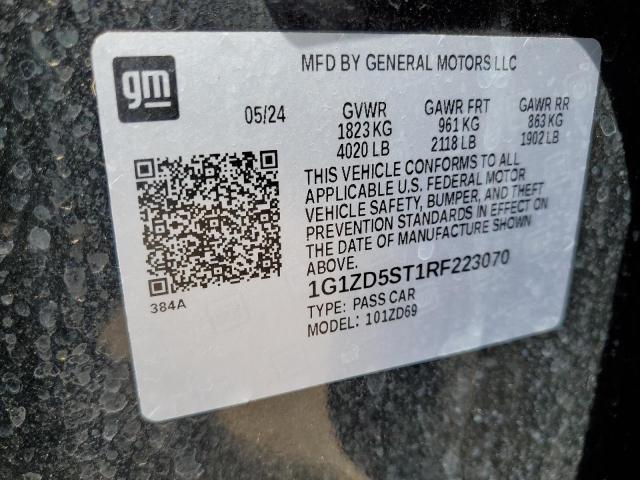 gm
MFD BY GENERAL MOTORS LLC
05/24
GVWR
1823 KG
4020 LB
GAWR FRT
961 KG
2118 LB
GAWR RR
863 KG
1902 LB
THIS VEHICLE CONFORMS TO ALL
APPLICABLE U.S. FEDERAL MOTOR
VEHICLE SAFETY, BUMPER, AND THEFT
PREVENTION STANDARDS IN EFFECT ON
THE DATE OF MANUFACTURE SHOWN
ABOVE.
1G1ZD5ST1RF223070
TYPE: PASS CAR
MODEL: 101ZD69
384A